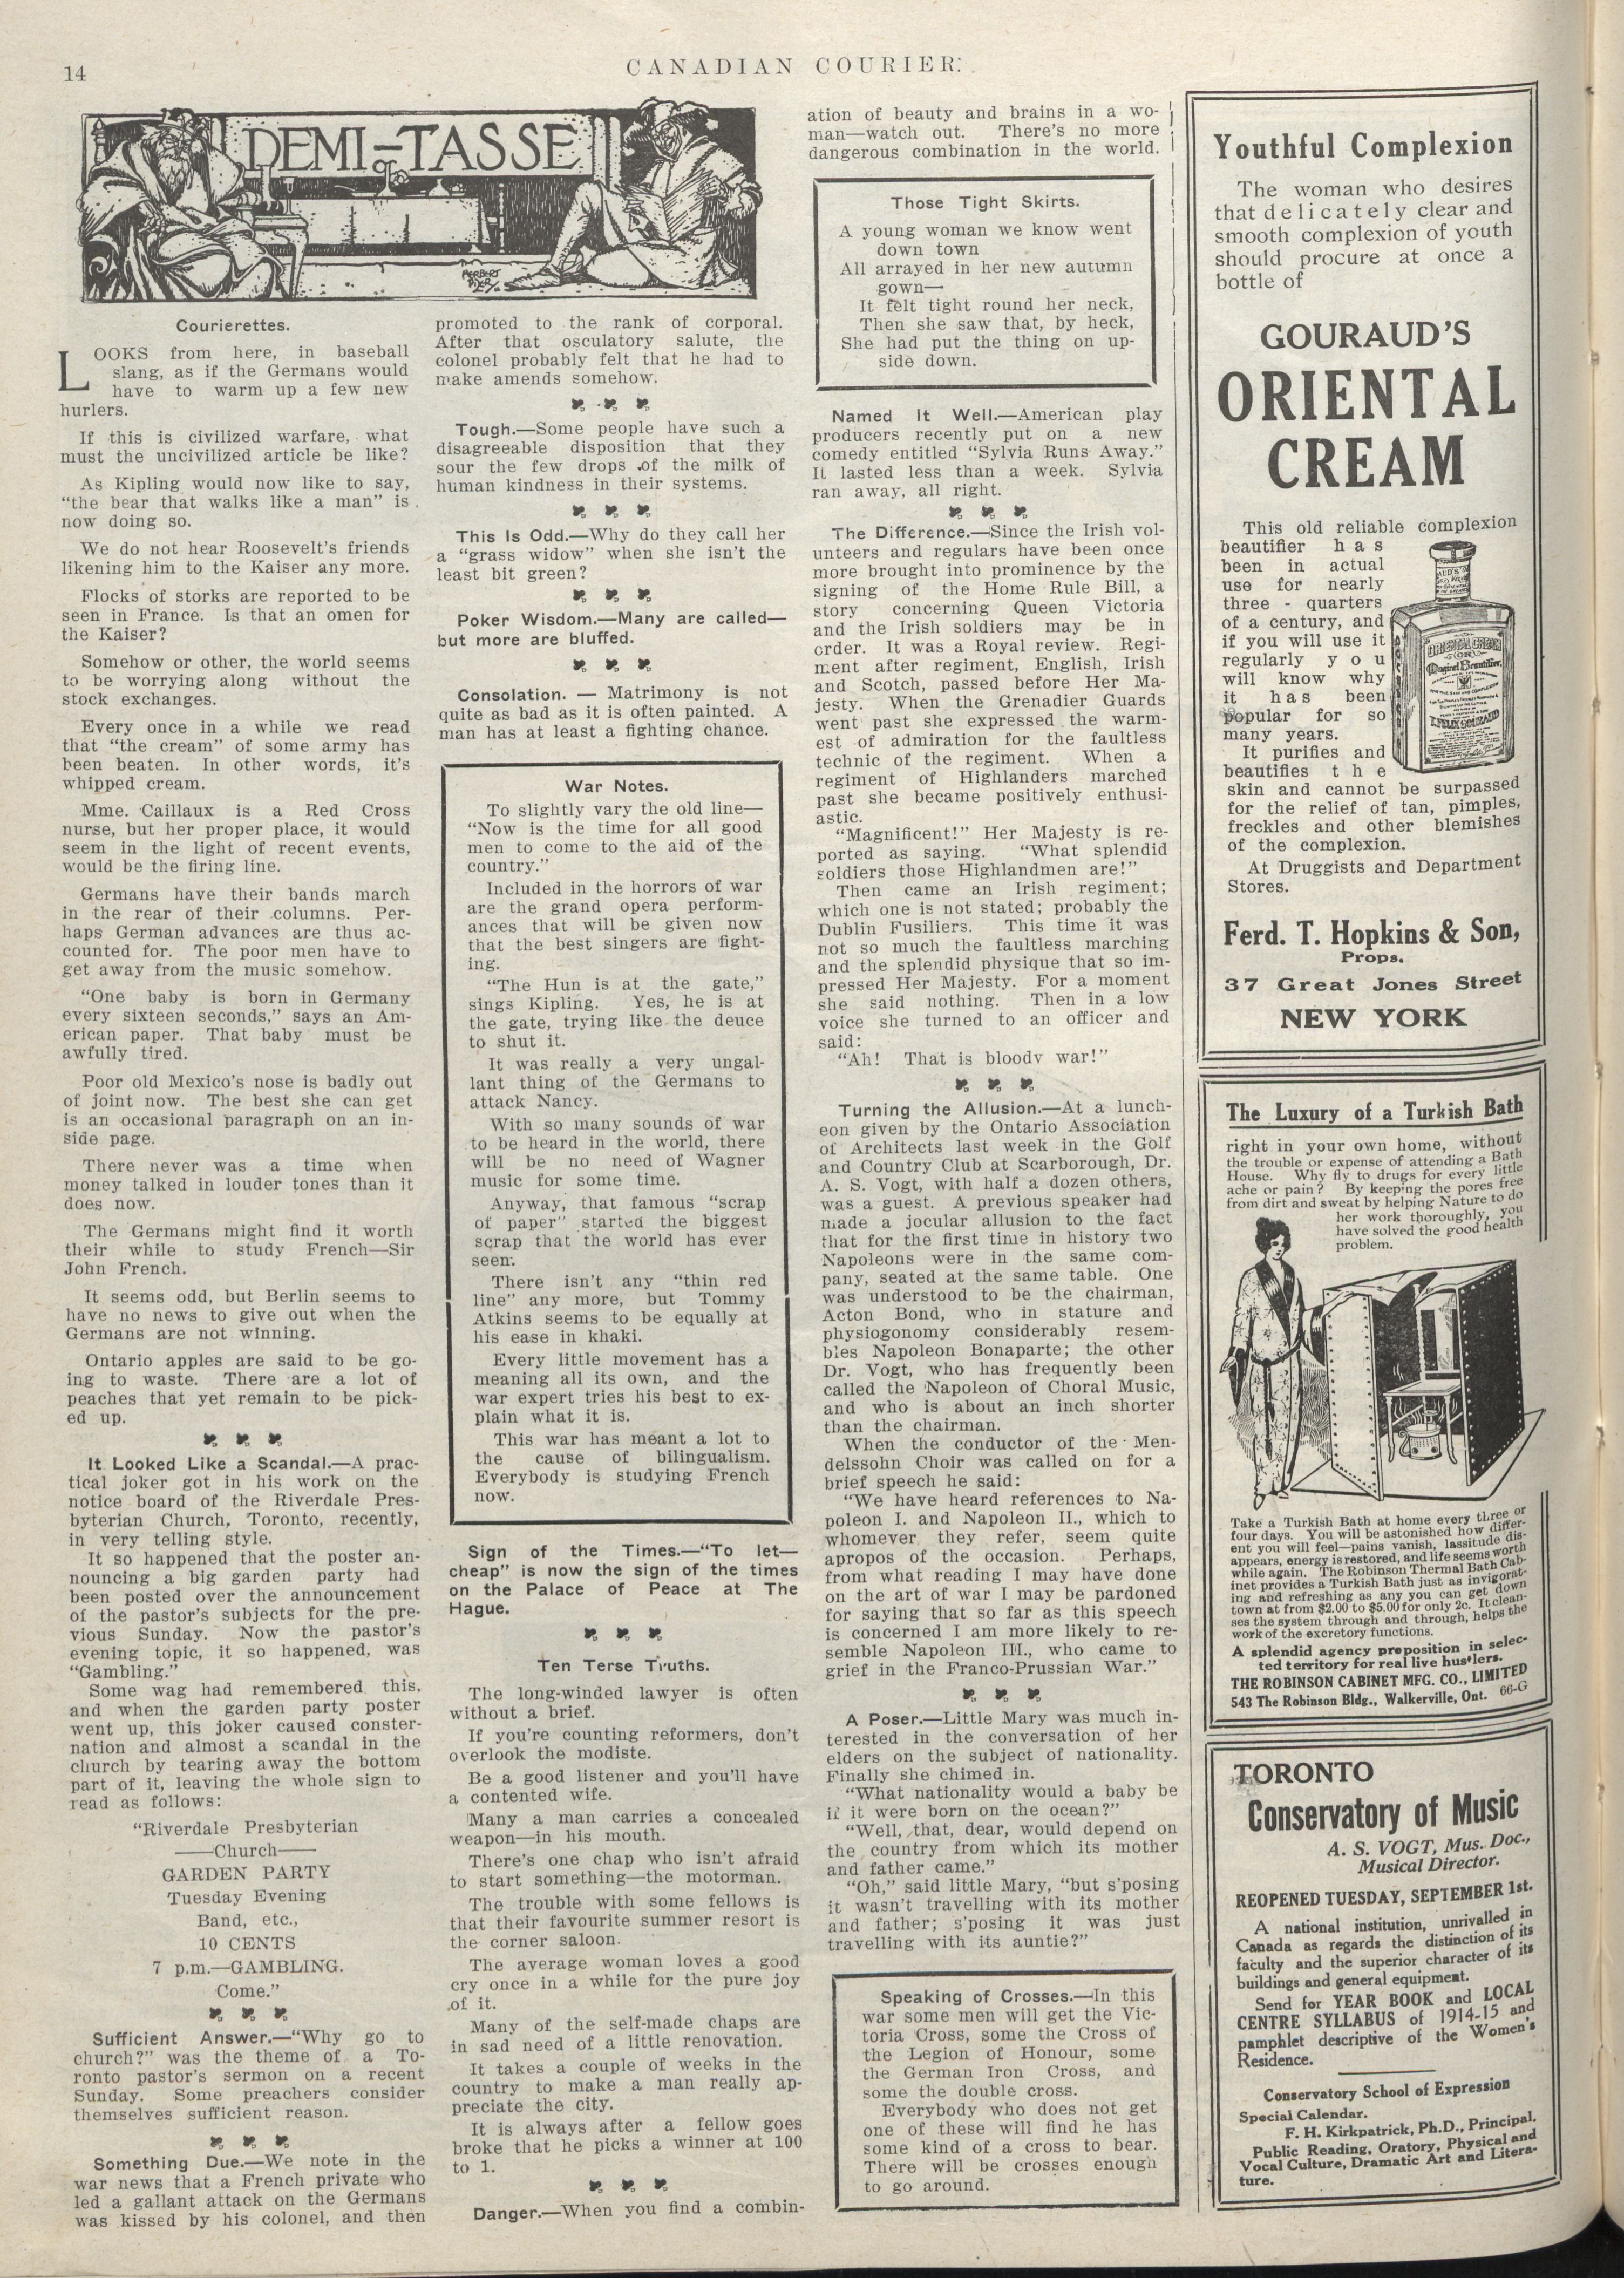 14
CANADIAN COURIER.
DEMI-TASSE
HERBERT
Courierettes.
LOOKS from here, in baseball
slang, as if the Germans would
have to warm up a few new
hurlers.
If this is civilized warfare, what
must the uncivilized article be like?
As Kipling would now like to say,
"the bear that walks like a man" is
now doing so.
We do not hear Roosevelt's friends
likening him to the Kaiser any more.
Flocks of storks are reported to be
seen in France. Is that an omen for
the Kaiser?
Somehow or other, the world seems
to be worrying along without the
stock exchanges.
Every once in a while we read
that "the cream" of some army has
been beaten. In other words, it's
whipped cream.
Mme. Caillaux is a Red Cross
nurse, but her proper place, it would
seem in the light of recent events,
would be the firing line.
Germans have their bands march
in the rear of their columns. Per-
haps German advances are thus ac-
counted for. The poor men have to
get away from the music somehow.
"One baby is born in Germany
every sixteen seconds," says an Am-
erican paper. That baby must be
awfully tired.
Poor old Mexico's nose is badly out
of joint now. The best she can get
is an occasional paragraph on an in-
side page.
There never was a time when
money talked in louder tones than it
does now.
The Germans might find it worth
their while to study French—Sir
John French.
It seems odd, but Berlin seems to
have no news to give out when the
Germans are not winning.
Ontario apples are said to be go-
ing to waste. There are a lot of
peaches that yet remain to be pick-
ed up.
It Looked Like a Scandal.—A prac-
tical joker got in his work on the
notice board of the Riverdale Pres-
byterian Church, Toronto, recently,
in very telling style.
It so happened that the poster an-
nouncing a big garden party had
been posted over the announcement
of the pastor's subjects for the pre-
vious Sunday. Now the pastor's
evening topic, it so happened, was
"Gambling."
Some wag had remembered this,
and when the garden party poster
went up, this joker caused conster-
nation and almost a scandal in the
church by tearing away the bottom
part of it, leaving the whole sign to
read as follows:
"Riverdale Presbyterian
——Church——
GARDEN PARTY
Tuesday Evening
Band, etc.,
10 CENTS
7 p.m.—GAMBLING.
Come."
Sufficient Answer.—"Why go to
church?" was the theme of a To-
ronto pastor's sermon on a recent
Sunday. Some preachers consider
themselves sufficient reason.
Something Due.—We note in the
war news that a French private who
led a gallant attack on the Germans
was kissed by his colonel, and then
promoted to the rank of corporal.
After that osculatory salute, the
colonel probably felt that he had to
make amends somehow.
Tough.—Some people have such a
disagreeable disposition that they
sour the few drops of the milk of
human kindness in their systems.
This Is Odd.—Why do they call her
a "grass widow" when she isn't the
least bit green?
Poker Wisdom.—Many are called—
but more are bluffed.
Consolation. — Matrimony is not
quite as bad as it is often painted. A
man has at least a fighting chance.
War Notes.
To slightly vary the old line—
"Now is the time for all good
men to come to the aid of the
country."
Included in the horrors of war
are the grand opera perform-
ances that will be given now
that the best singers are fight-
ing.
"The Hun is at the gate,"
sings Kipling. Yes, he is at
the gate, trying like the deuce
to shut it.
It was really a very ungal-
lant thing of the Germans to
attack Nancy.
With so many sounds of war
to be heard in the world, there
will be no need of Wagner
music for some time.
Anyway, that famous "scrap
of paper" started the biggest
scrap that the world has ever
seen.
There isn't any "thin red
line" any more, but Tommy
Atkins seems to be equally at
his ease in khaki.
Every little movement has a
meaning all its own, and the
war expert tries his best to ex-
plain what it is.
This war has meant a lot to
the cause of bilingualism.
Everybody is studying French
now.
Sign of the Times.—"To let—
cheap" is now the sign of the times
on the Palace of Peace at The
Hague.
Ten Terse Truths.
The long-winded lawyer is often
without a brief.
If you're counting reformers, don't
overlook the modiste.
Be a good listener and you'll have
a contented wife.
Many a man carries a concealed
weapon—in his mouth.
There's one chap who isn't afraid
to start something—the motorman.
The trouble with some fellows is
that their favourite summer resort is
the corner saloon.
The average woman loves a good
cry once in a while for the pure joy
of it.
Many of the self-made chaps are
in sad need of a little renovation.
It takes a couple of weeks in the
country to make a man really ap-
preciate the city.
It is always after a fellow goes
broke that he picks a winner at 100
to 1.
Danger.—When you find a combin-
ation of beauty and brains in a wo-
man—watch out. There's no more
dangerous combination in the world.
Those Tight Skirts.
A young woman we know went
down town
All arrayed in her new autumn
gown—
It felt tight round her neck,
Then she saw that, by heck,
She had put the thing on up-
side down.
Named It Well.—American play
producers recently put on a new
comedy entitled "Sylvia Runs Away."
It lasted less than a week. Sylvia
ran away, all right.
The Difference.—Since the Irish vol-
unteers and regulars have been once
more brought into prominence by the
signing of the Home Rule Bill, a
story concerning Queen Victoria
and the Irish soldiers may be in
order. It was a Royal review. Regi-
ment after regiment, English, Irish
and Scotch, passed before Her Ma-
jesty. When the Grenadier Guards
went past she expressed the warm-
est of admiration for the faultless
technic of the regiment. When a
regiment of Highlanders marched
past she became positively enthusi-
astic.
"Magnificent!" Her Majesty is re-
ported as saying. "What splendid
soldiers those Highlandmen are!"
Then came an Irish regiment;
which one is not stated; probably the
Dublin Fusiliers. This time it was
not so much the faultless marching
and the splendid physique that so im-
pressed Her Majesty. For a moment
she said nothing. Then in a low
voice she turned to an officer and
said:
"Ah! That is bloody war!"
Turning the Allusion.—At a lunch-
eon given by the Ontario Association
of Architects last week in the Golf
and Country Club at Scarborough, Dr.
A. S. Vogt, with half a dozen others,
was a guest. A previous speaker had
made a jocular allusion to the fact
that for the first time in history two
Napoleons were in the same com-
pany, seated at the same table. One
was understood to be the chairman,
Acton Bond, who in stature and
physiogonomy considerably resem-
bles Napoleon Bonaparte; the other
Dr. Vogt, who has frequently been
called the Napoleon of Choral Music,
and who is about an inch shorter
than the chairman.
When the conductor of the Men-
delssohn Choir was called on for a
brief speech he said:
"We have heard references to Na-
poleon I. and Napoleon II., which to
whomever they refer, seem quite
apropos of the occasion. Perhaps,
from what reading I may have done
on the art of war I may be pardoned
for saying that so far as this speech
is concerned I am more likely to re-
semble Napoleon III., who came to
grief in the Franco-Prussian War."
A Poser.—Little Mary was much in-
terested in the conversation of her
elders on the subject of nationality.
Finally she chimed in.
"What nationality would a baby be
if it were born on the ocean?"
"Well, that, dear, would depend on
the country from which its mother
and father came."
"Oh," said little Mary, "but s'posing
it wasn't travelling with its mother
and father; s'posing it was just
travelling with its auntie?"
Speaking of Crosses.—In this
war some men will get the Vic-
toria Cross, some the Cross of
the Legion of Honour, some
the German Iron Cross, and
some the double cross.
Everybody who does not get
one of these will find he has
some kind of a cross to bear.
There will be crosses enough
to go around.
Youthful Complexion
The woman who desires
that delicately clear and
smooth complexion of youth
should procure at once a
bottle of
GOURAUD'S
ORIENTAL
CREAM
This old reliable complexion
beautifier has
been in actual
use for nearly
three - quarters
of a century, and
if you will use it
regularly you
will know why
it has been
popular for so
many years.
It purifies and
beautifies the
skin and cannot be surpassed
for the relief of tan, pimples,
freckles and other blemishes
of the complexion.
At Druggists and Department
Stores.
ORIENTAL CREAM
OR
Magical Beautifier
T. FELIX GOURAUD
Ferd. T. Hopkins & Son,
Props.
37 Great Jones Street
NEW YORK
The Luxury of a Turkish Bath
right in your own home, without
the trouble or expense of attending a Bath
House. Why fly to drugs for every little
ache or pain? By keeping the pores free
from dirt and sweat by helping Nature to do
her work thoroughly, you
have solved the good health
problem.
Take a Turkish Bath at home every three or
four days. You will be astonished how differ-
ent you will feel—pains vanish, lassitude dis-
appears, energy is restored, and life seems worth
while again. The Robinson Thermal Bath Cab-
inet provides a Turkish Bath just as invigorat-
ing and refreshing as any you can get down
town at from $2.00 to $5.00 for only 2c. It clean-
ses the system through and through, helps the
work of the excretory functions.
A splendid agency preposition in selec-
ted territory for real live hustlers.
THE ROBINSON CABINET MFG. CO., LIMITED
543 The Robinson Bldg., Walkerville, Ont. 66-G
TORONTO
Conservatory of Music
A. S. VOGT, Mus. Doc.,
Musical Director.
REOPENED TUESDAY, SEPTEMBER 1st.
A national institution, unrivalled in
Canada as regards the distinction of its
faculty and the superior character of its
buildings and general equipment.
Send for YEAR BOOK and LOCAL
CENTRE SYLLABUS of 1914-15 and
pamphlet descriptive of the Women's
Residence.
Conservatory School of Expression
Special Calendar.
F. H. Kirkpatrick, Ph.D., Principal.
Public Reading, Oratory, Physical and
Vocal Culture, Dramatic Art and Litera-
ture.